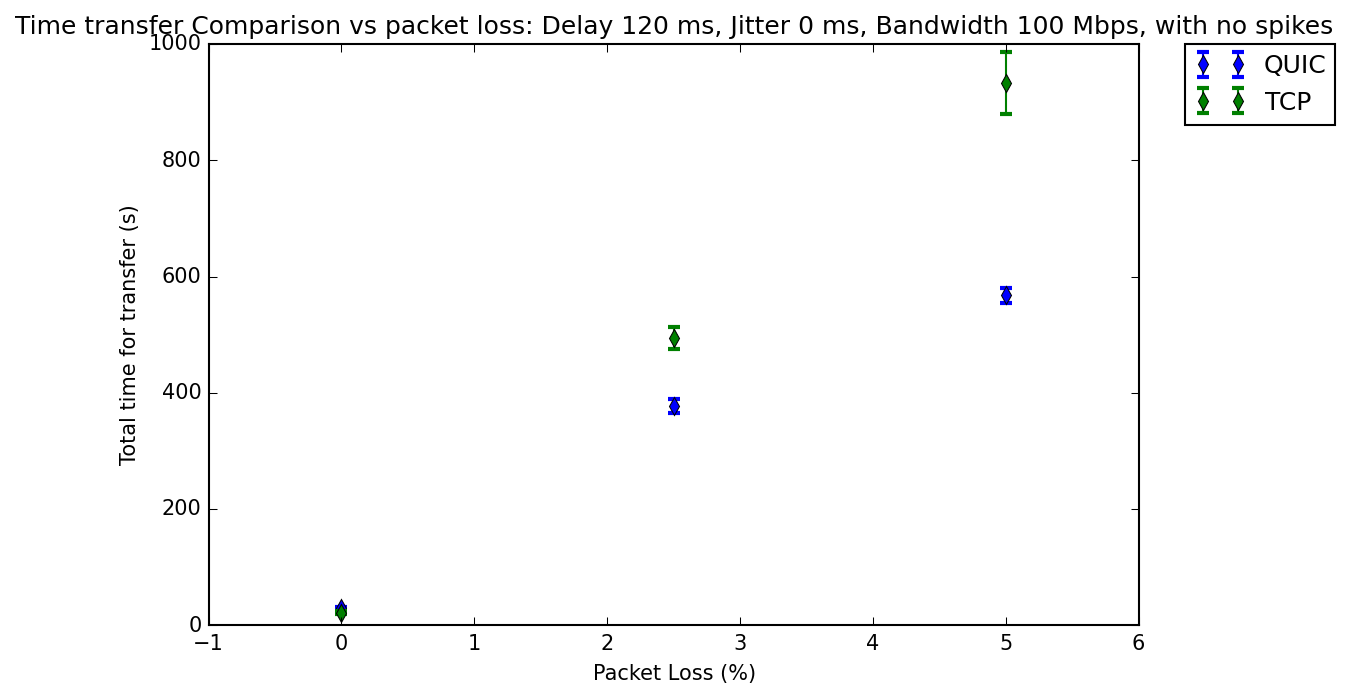 Time transfer Comparison vs packet loss: Delay 120 ms, Jitter 0 ms, Bandwidth 100 Mbps, with no spikes
QUIC
TCP
1000
800
600
400
200
0
Total time for transfer (s)
−1 0 1 2 3 4 5 6
Packet Loss (%)